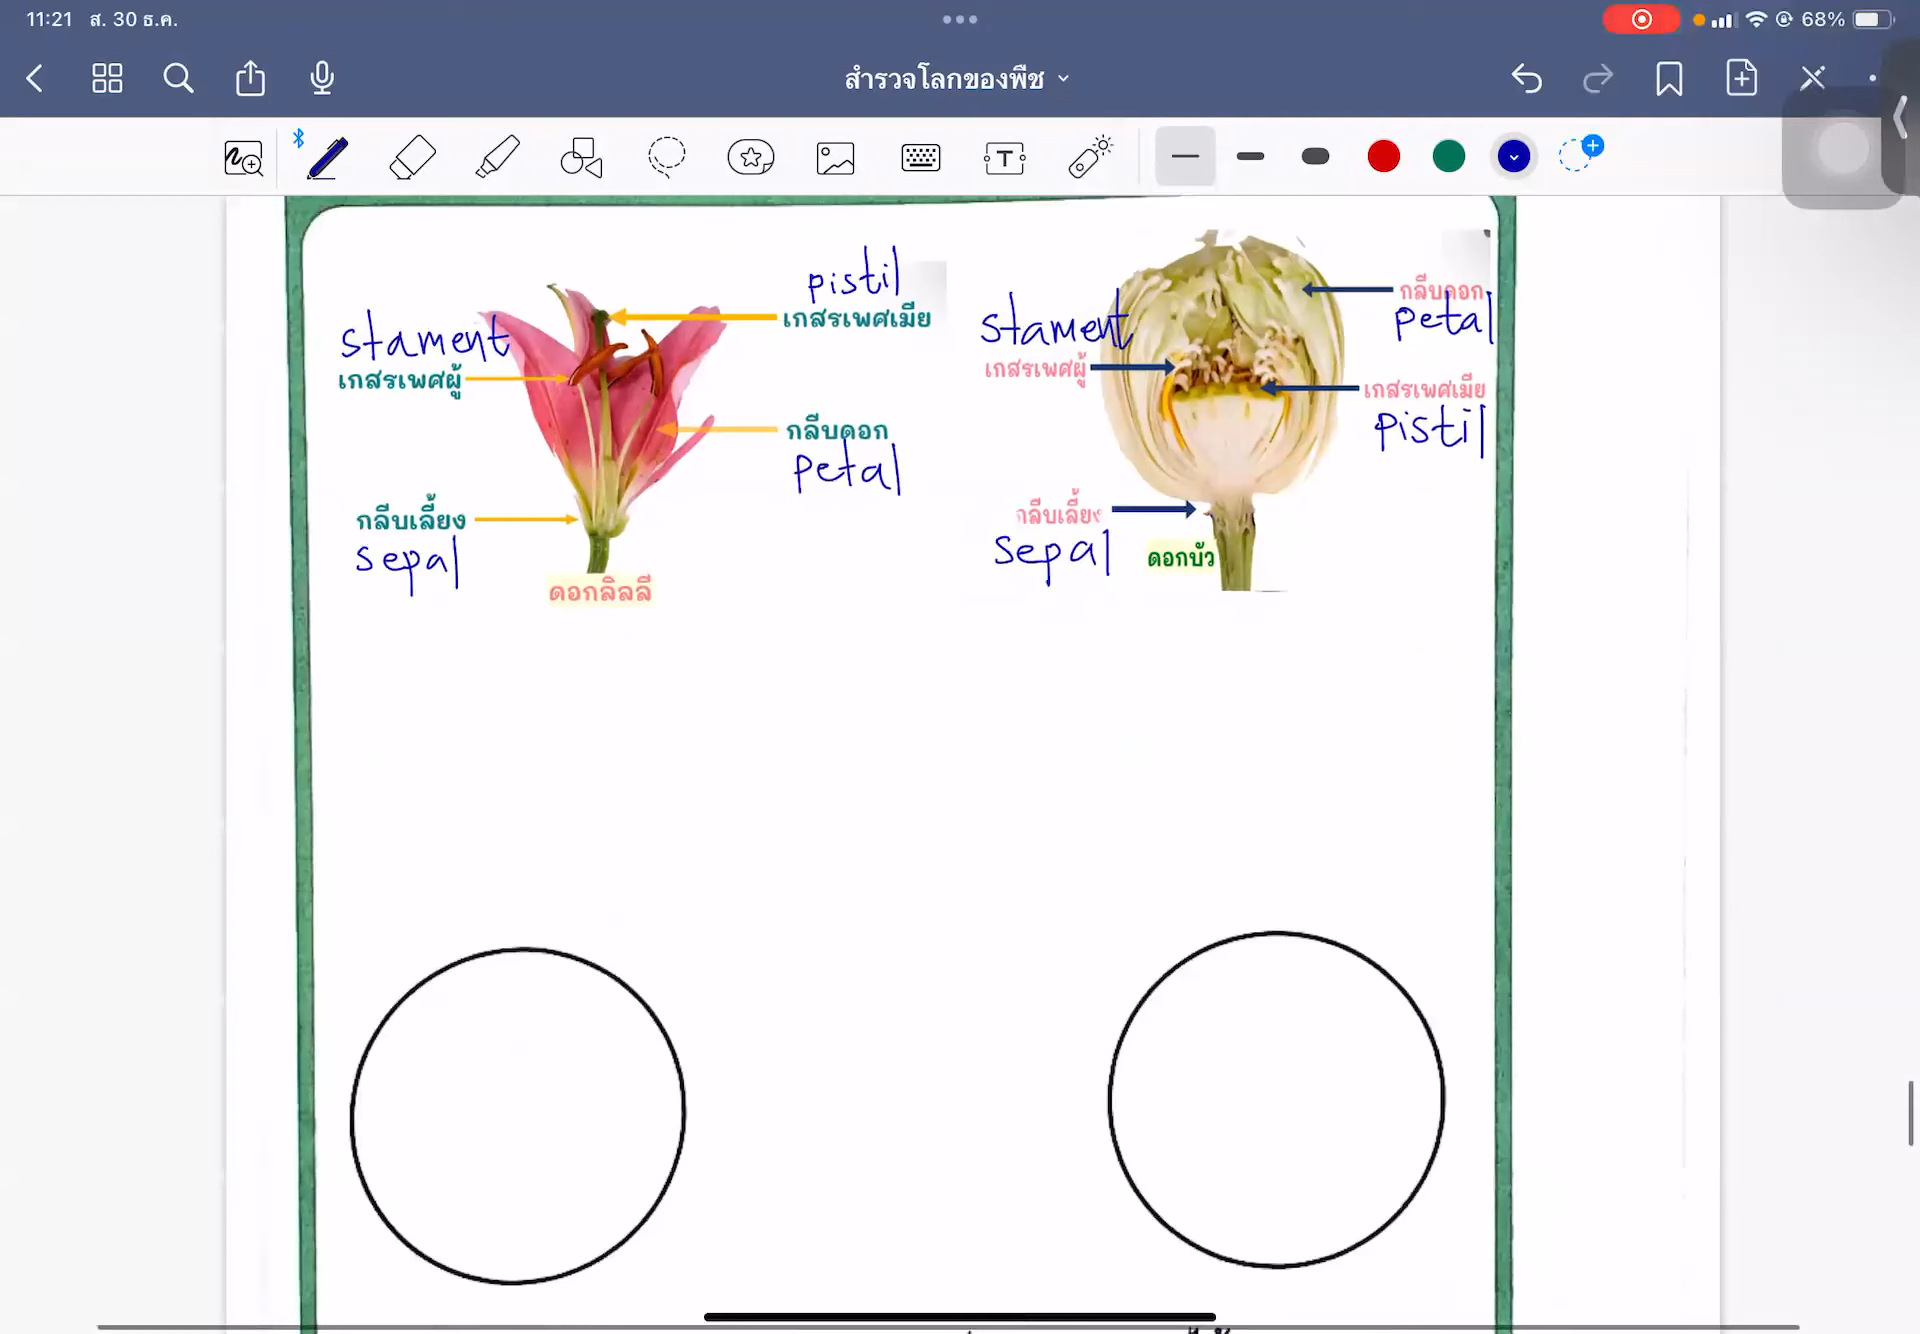 11:21 ส. 30 ธ.ค.
68%
สำรวจโลกของพืช
pistil
เกสรเพศเมีย
stament
เกสรเพศผู้
กลีบดอก
petal
กลีบเลี้ยง
sepal
ดอกลิลลี่
กลีบดอก
petal
stament
เกสรเพศผู้
เกสรเพศเมีย
pistil
กลีบเลี้ยง
sepal
ดอกบัว